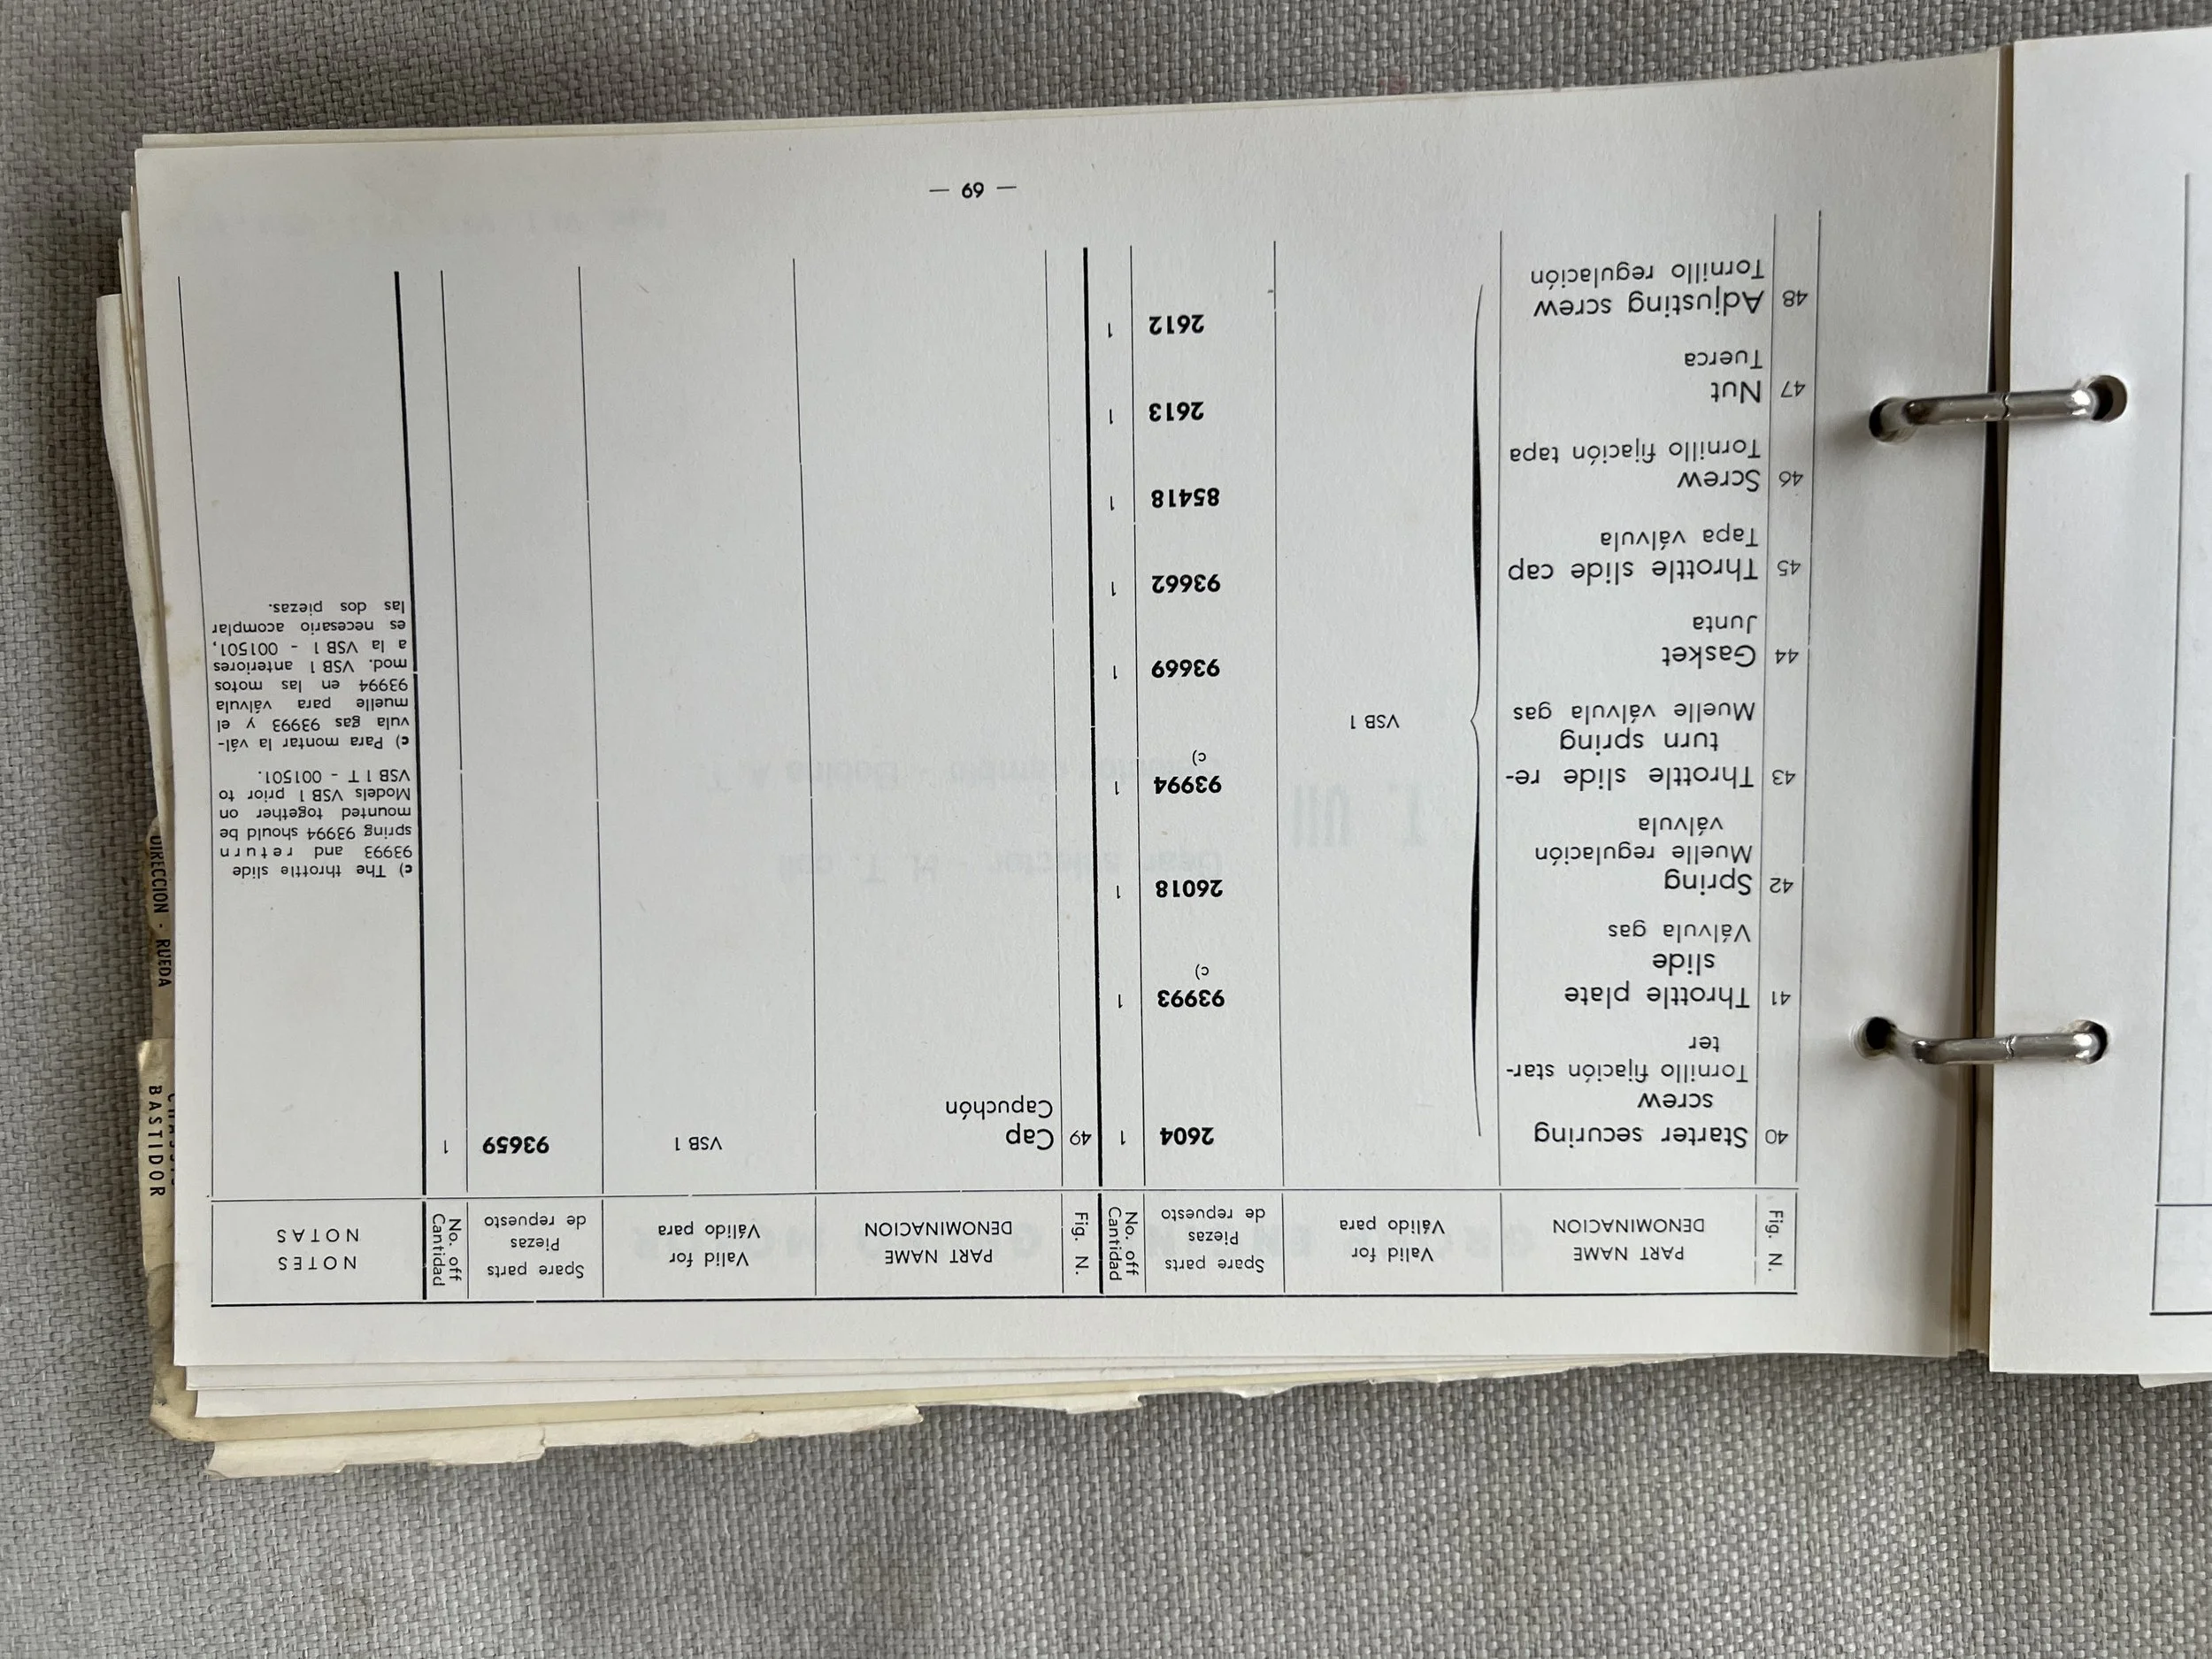 Fig. N.
PART NAME
DENOMINACION
Valid for
Válido para
Spare parts
Piezas
de repuesto
No. off
Cantidad
Fig. N.
PART NAME
DENOMINACION
Valid for
Válido para
Spare parts
Piezas
de repuesto
No. off
Cantidad
NOTES
NOTAS
40 Starter securing 2604 1
screw
Tornillo fijación star-
ter
41 Throttle plate 93993 1
slide c)
Válvula gas
42 Spring 26018 1
Muelle regulación
válvula
43 Throttle slide re- 93994 1
turn spring c)
Muelle válvula gas
VSB 1
44 Gasket 93669 1
Junta
45 Throttle slide cap 93662 1
Tapa válvula
46 Screw 85418 1
Tornillo fijación tapa
47 Nut 2613 1
Tuerca
48 Adjusting screw 2612 1
Tornillo regulación
49 Cap VSB 1 93659 1
Capuchón
c) The throttle slide
93993 and return
spring 93994 should be
mounted together on
Models VSB 1 prior to
VSB 1 T - 001501.
c) Para montar la vál-
vula gas 93993 y el
muelle para válvula
93994 en las motos
mod. VSB 1 anteriores
a la VSB 1 - 001501,
es necesario acomplar
las dos piezas.
— 69 —
DIRECCION - RUEDA
BASTIDOR